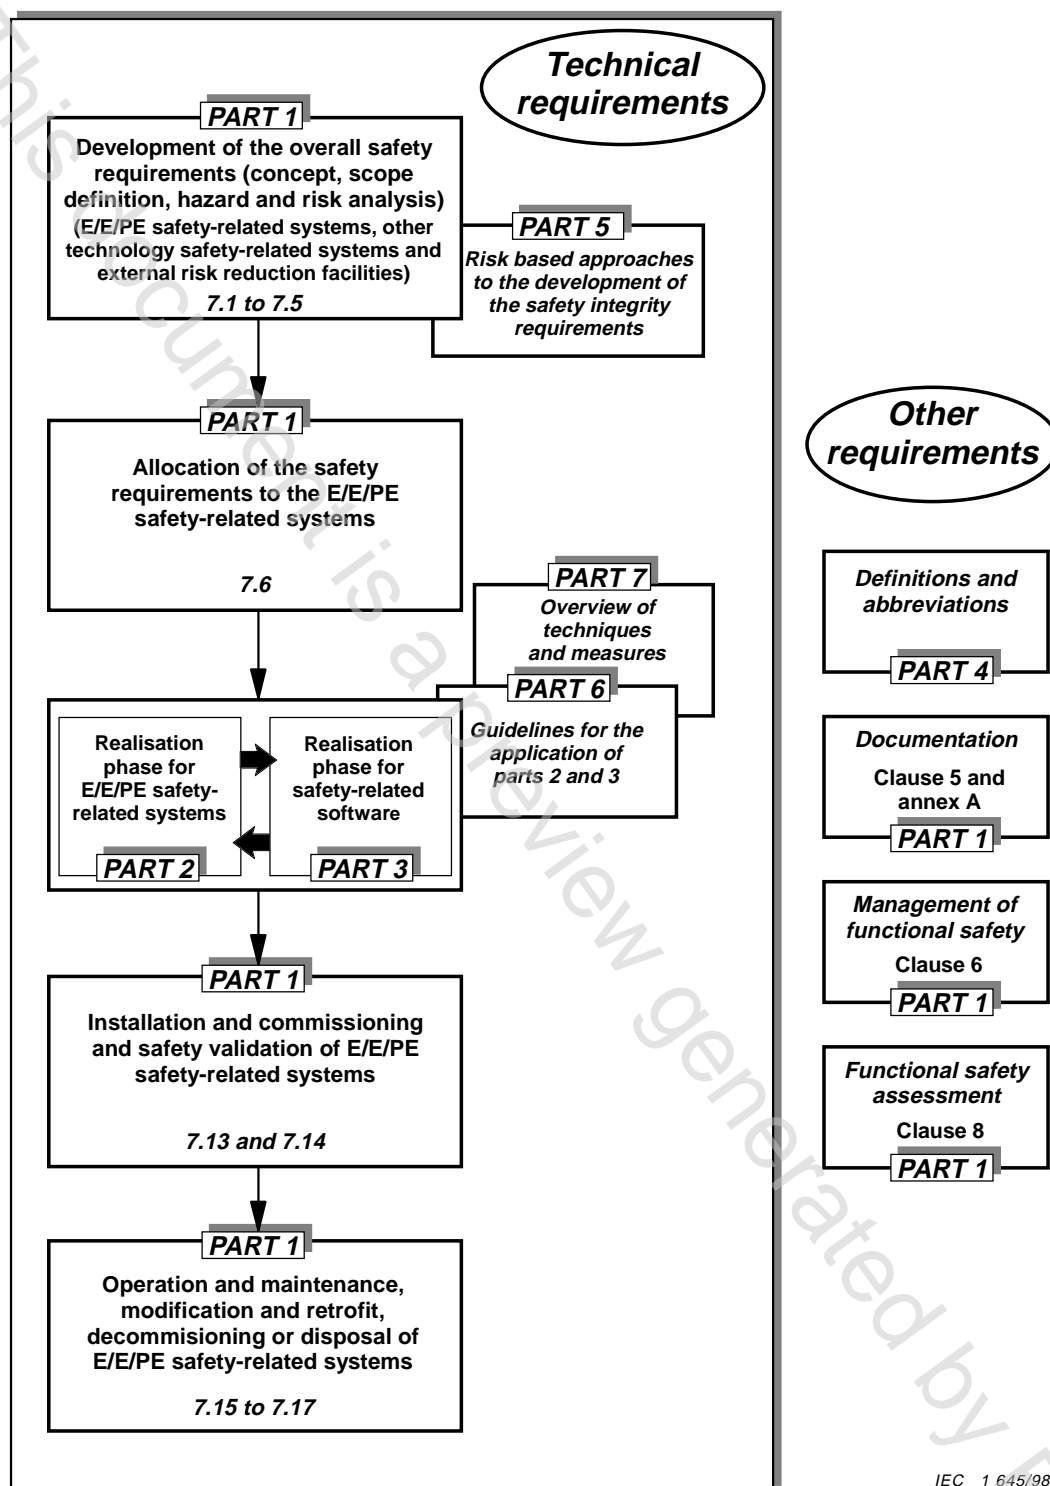 Technical
requirements
PART 1
Development of the overall safety
requirements (concept, scope
definition, hazard and risk analysis)
(E/E/PE safety-related systems, other
technology safety-related systems and
external risk reduction facilities)
7.1 to 7.5
PART 5
Risk based approaches
to the development of
the safety integrity
requirements
PART 1
Allocation of the safety
requirements to the E/E/PE
safety-related systems
7.6
PART 7
Overview of
techniques
and measures
PART 6
Guidelines for the
application of
parts 2 and 3
Realisation
phase for
E/E/PE safety-
related systems
PART 2
Realisation
phase for
safety-related
software
PART 3
PART 1
Installation and commissioning
and safety validation of E/E/PE
safety-related systems
7.13 and 7.14
PART 1
Operation and maintenance,
modification and retrofit,
decommisioning or disposal of
E/E/PE safety-related systems
7.15 to 7.17
Other
requirements
Definitions and
abbreviations
PART 4
Documentation
Clause 5 and
annex A
PART 1
Management of
functional safety
Clause 6
PART 1
Functional safety
assessment
Clause 8
PART 1
IEC 1 645/98
This document is a preview generated by